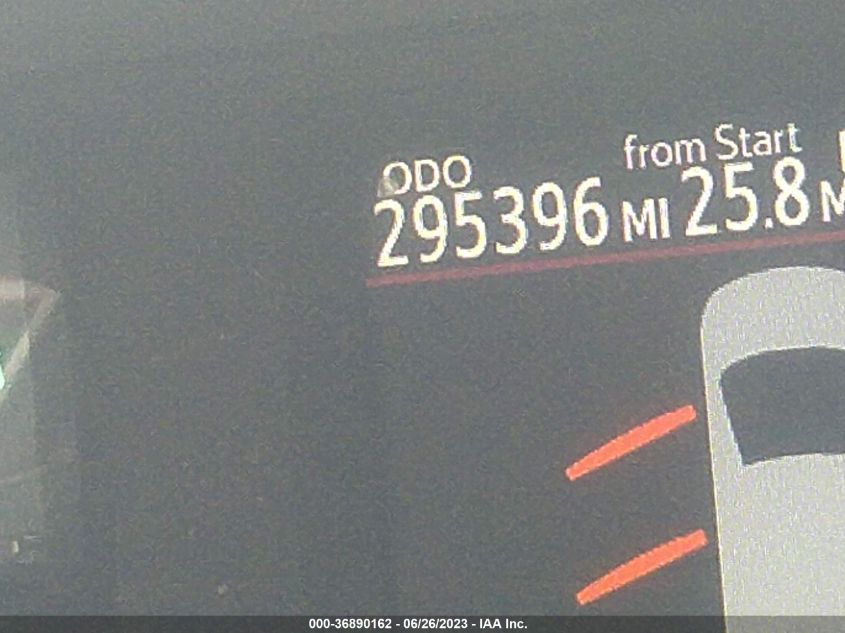 from Start
ODO
295396 MI 25.8 M
000-36890162 - 06/26/2023 - IAA Inc.